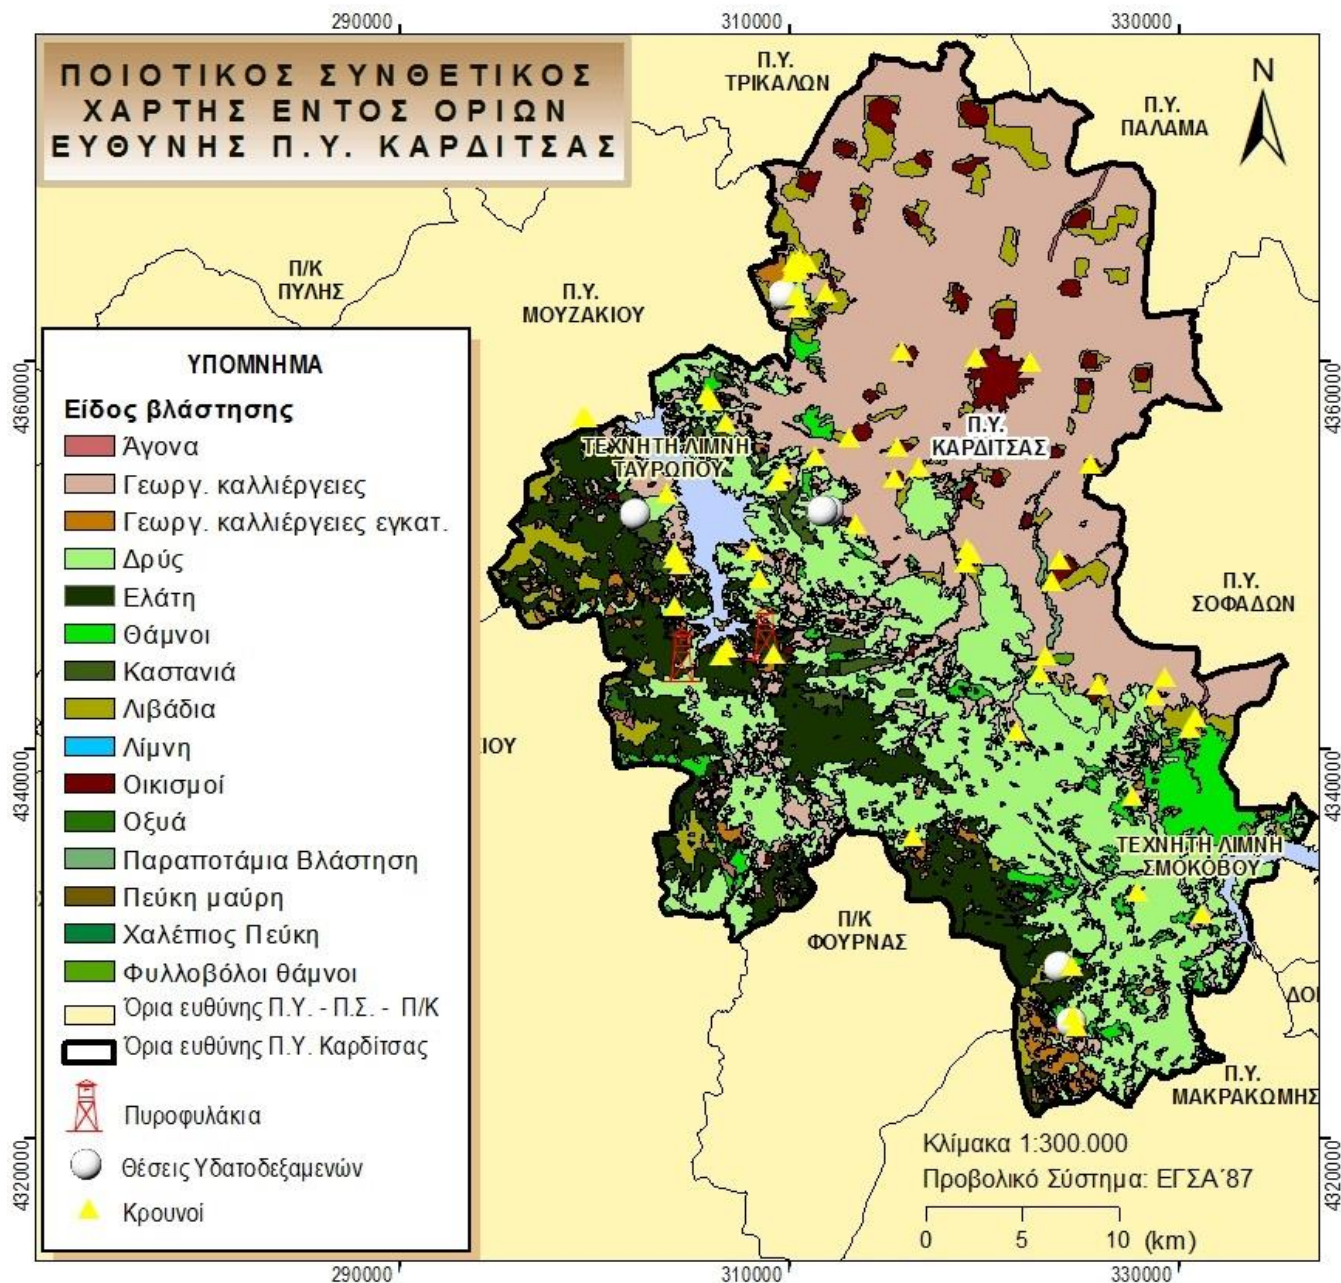 290000 310000 330000
ΠΟΙΟΤΙΚΟΣ ΣΥΝΘΕΤΙΚΟΣ
ΧΑΡΤΗΣ ΕΝΤΟΣ ΟΡΙΩΝ
ΕΥΘΥΝΗΣ Π.Υ. ΚΑΡΔΙΤΣΑΣ
Π.Υ.
ΤΡΙΚΑΛΩΝ
N
Π.Υ.
ΠΑΛΑΜΑ
Π/Κ
ΠΥΛΗΣ
Π.Υ.
ΜΟΥΖΑΚΙΟΥ
4360000
4360000
ΥΠΟΜΝΗΜΑ
Είδος βλάστησης
Άγονα
Γεωργ. καλλιέργειες
Γεωργ. καλλιέργειες εγκατ.
Δρύς
Ελάτη
Θάμνοι
Καστανιά
Λιβάδια
Λίμνη
Οικισμοί
Οξυά
Παραποτάμια Βλάστηση
Πεύκη μαύρη
Χαλέπιος Πεύκη
Φυλλοβόλοι θάμνοι
Όρια ευθύνης Π.Υ. - Π.Σ. - Π/Κ
Όρια ευθύνης Π.Υ. Καρδίτσας
Πυροφυλάκια
Θέσεις Υδατοδεξαμενών
Κρουνοί
ΤΕΧΝΗΤΗ ΛΙΜΝΗ
ΤΑΥΡΩΠΟΥ
Π.Υ.
ΚΑΡΔΙΤΣΑΣ
Π.Υ.
ΣΟΦΑΔΩΝ
ΙΟΥ
4340000
4340000
ΤΕΧΝΗΤΗ ΛΙΜΝΗ
ΣΜΟΚΟΒΟΥ
Π/Κ
ΦΟΥΡΝΑΣ
ΔΟ
Π.Υ.
ΜΑΚΡΑΚΩΜΗΣ
4320000
4320000
Κλίμακα 1:300.000
Προβολικό Σύστημα: ΕΓΣΑ΄87
0 5 10 (km)
290000 310000 330000